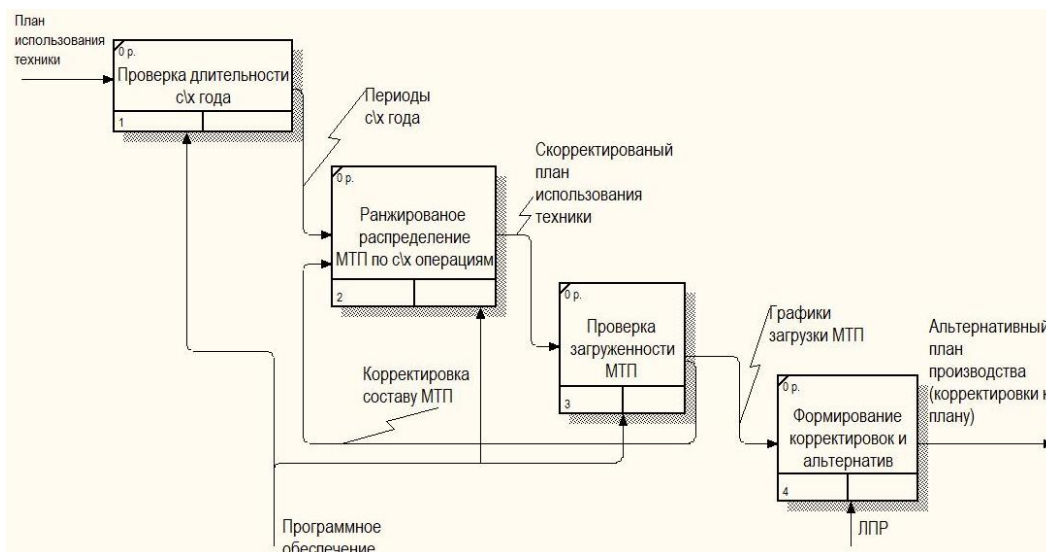 План
использования
техники
0 р.
Проверка длительности
с\х года
1
Периоды
с\х года
0 р.
Ранжированое
распределение
МТП по с\х операциям
2
Скорректированый
план
использования
техники
0 р.
Проверка
загруженности
МТП
3
Корректировка
составу МТП
Графики
загрузки МТП
0 р.
Формирование
корректировок и
альтернатив
4
Альтернативный
план
производства
(корректировки к
плану)
Программное
обеспечение
ЛПР